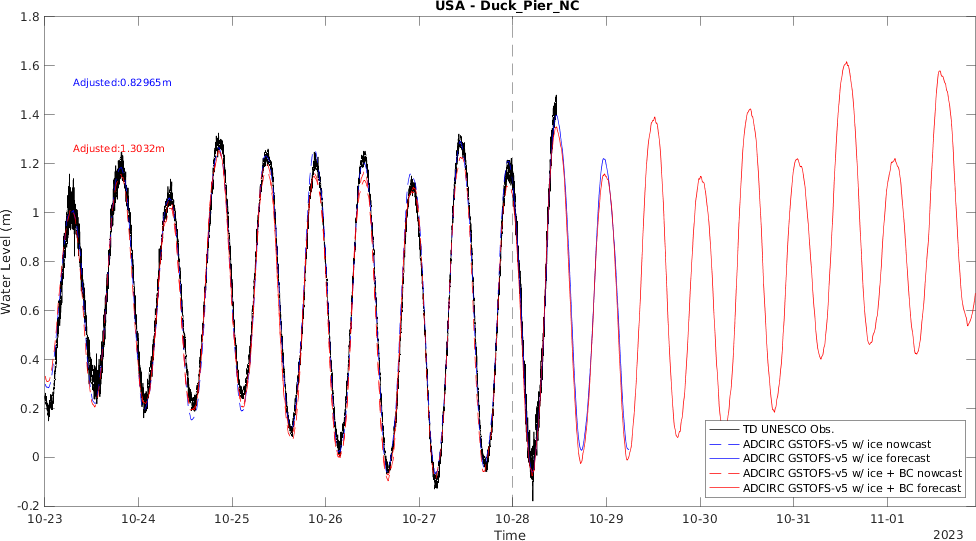 USA - Duck_Pier_NC
1.8
1.6
1.4
1.2
1
0.8
0.6
0.4
0.2
0
-0.2
Water Level (m)
Adjusted:0.82965m
Adjusted:1.3032m
TD UNESCO Obs.
ADCIRC GSTOFS-v5 w/ ice nowcast
ADCIRC GSTOFS-v5 w/ ice forecast
ADCIRC GSTOFS-v5 w/ ice + BC nowcast
ADCIRC GSTOFS-v5 w/ ice + BC forecast
10-23 10-24 10-25 10-26 10-27 10-28 10-29 10-30 10-31 11-01
Time
2023